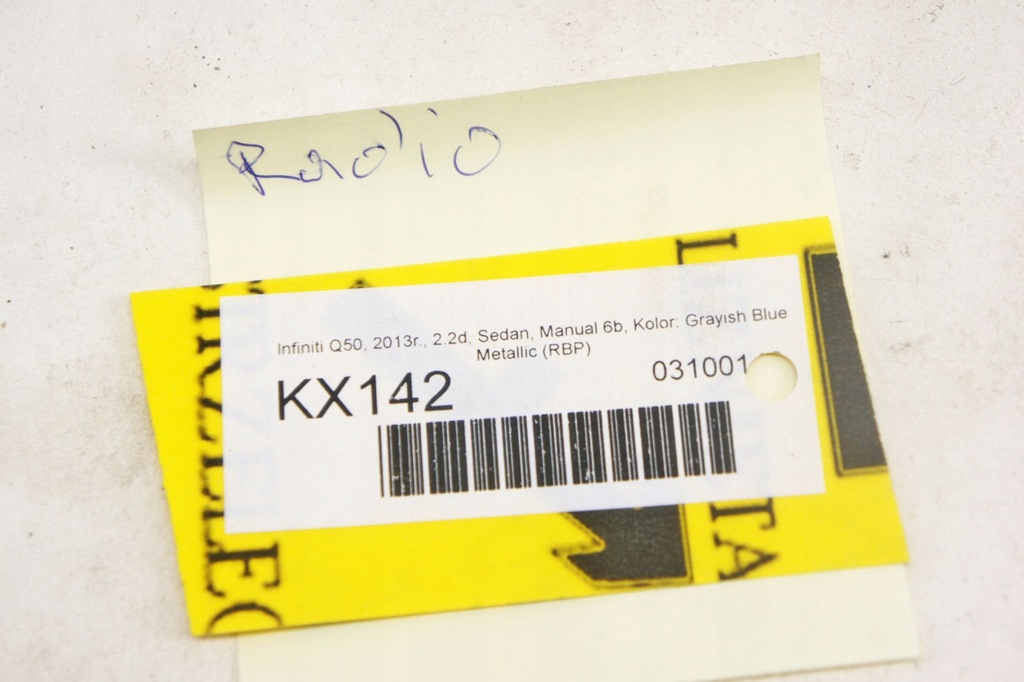 Radio
Infiniti Q50, 2013r., 2.2d, Sedan, Manual 6b, Kolor: Grayish Blue
Metallic (RBP)
031001
KX142